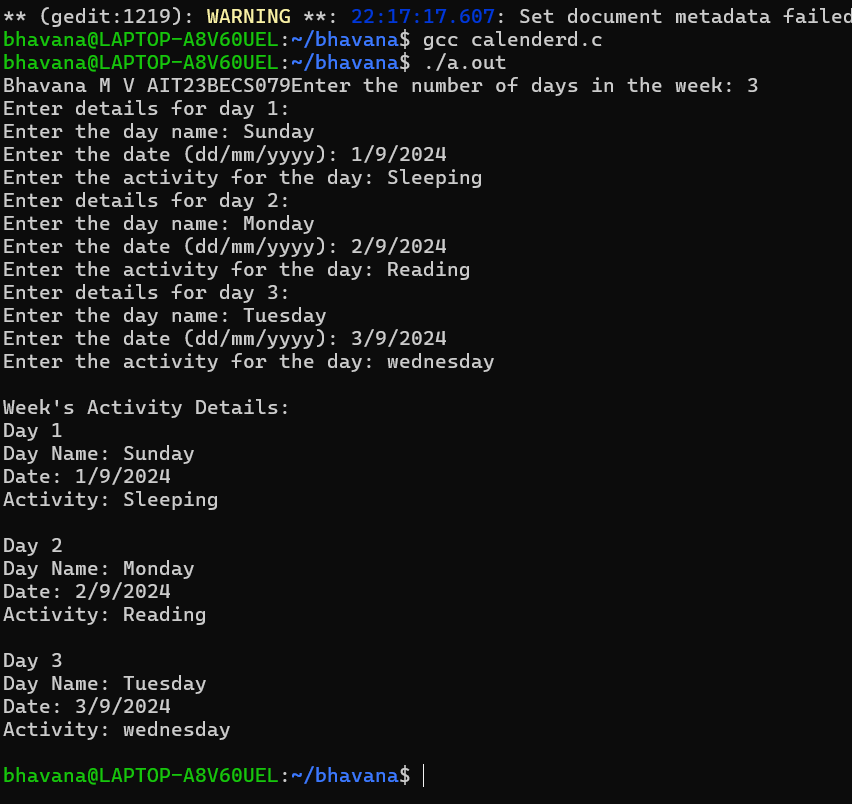 ** (gedit:1219): WARNING **: 22:17:17.607: Set document metadata failed
bhavana@LAPTOP-A8V60UEL:~/bhavana$ gcc calenderd.c
bhavana@LAPTOP-A8V60UEL:~/bhavana$ ./a.out
Bhavana M V AIT23BECS079Enter the number of days in the week: 3
Enter details for day 1:
Enter the day name: Sunday
Enter the date (dd/mm/yyyy): 1/9/2024
Enter the activity for the day: Sleeping
Enter details for day 2:
Enter the day name: Monday
Enter the date (dd/mm/yyyy): 2/9/2024
Enter the activity for the day: Reading
Enter details for day 3:
Enter the day name: Tuesday
Enter the date (dd/mm/yyyy): 3/9/2024
Enter the activity for the day: wednesday
Week's Activity Details:
Day 1
Day Name: Sunday
Date: 1/9/2024
Activity: Sleeping
Day 2
Day Name: Monday
Date: 2/9/2024
Activity: Reading
Day 3
Day Name: Tuesday
Date: 3/9/2024
Activity: wednesday
bhavana@LAPTOP-A8V60UEL:~/bhavana$